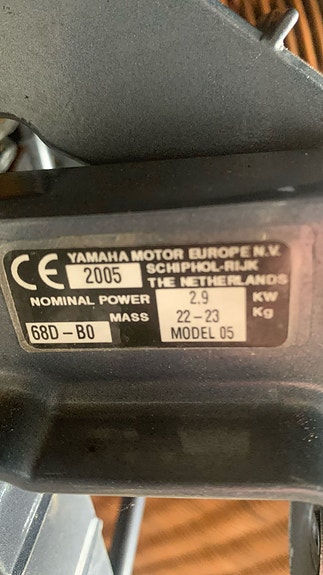 CE YAMAHA MOTOR EUROPE N.V.
2005 SCHIPHOL-RIJK
THE NETHERLANDS
NOMINAL POWER 2.9 KW
MASS 22-23 Kg
68D-B0 MODEL 05